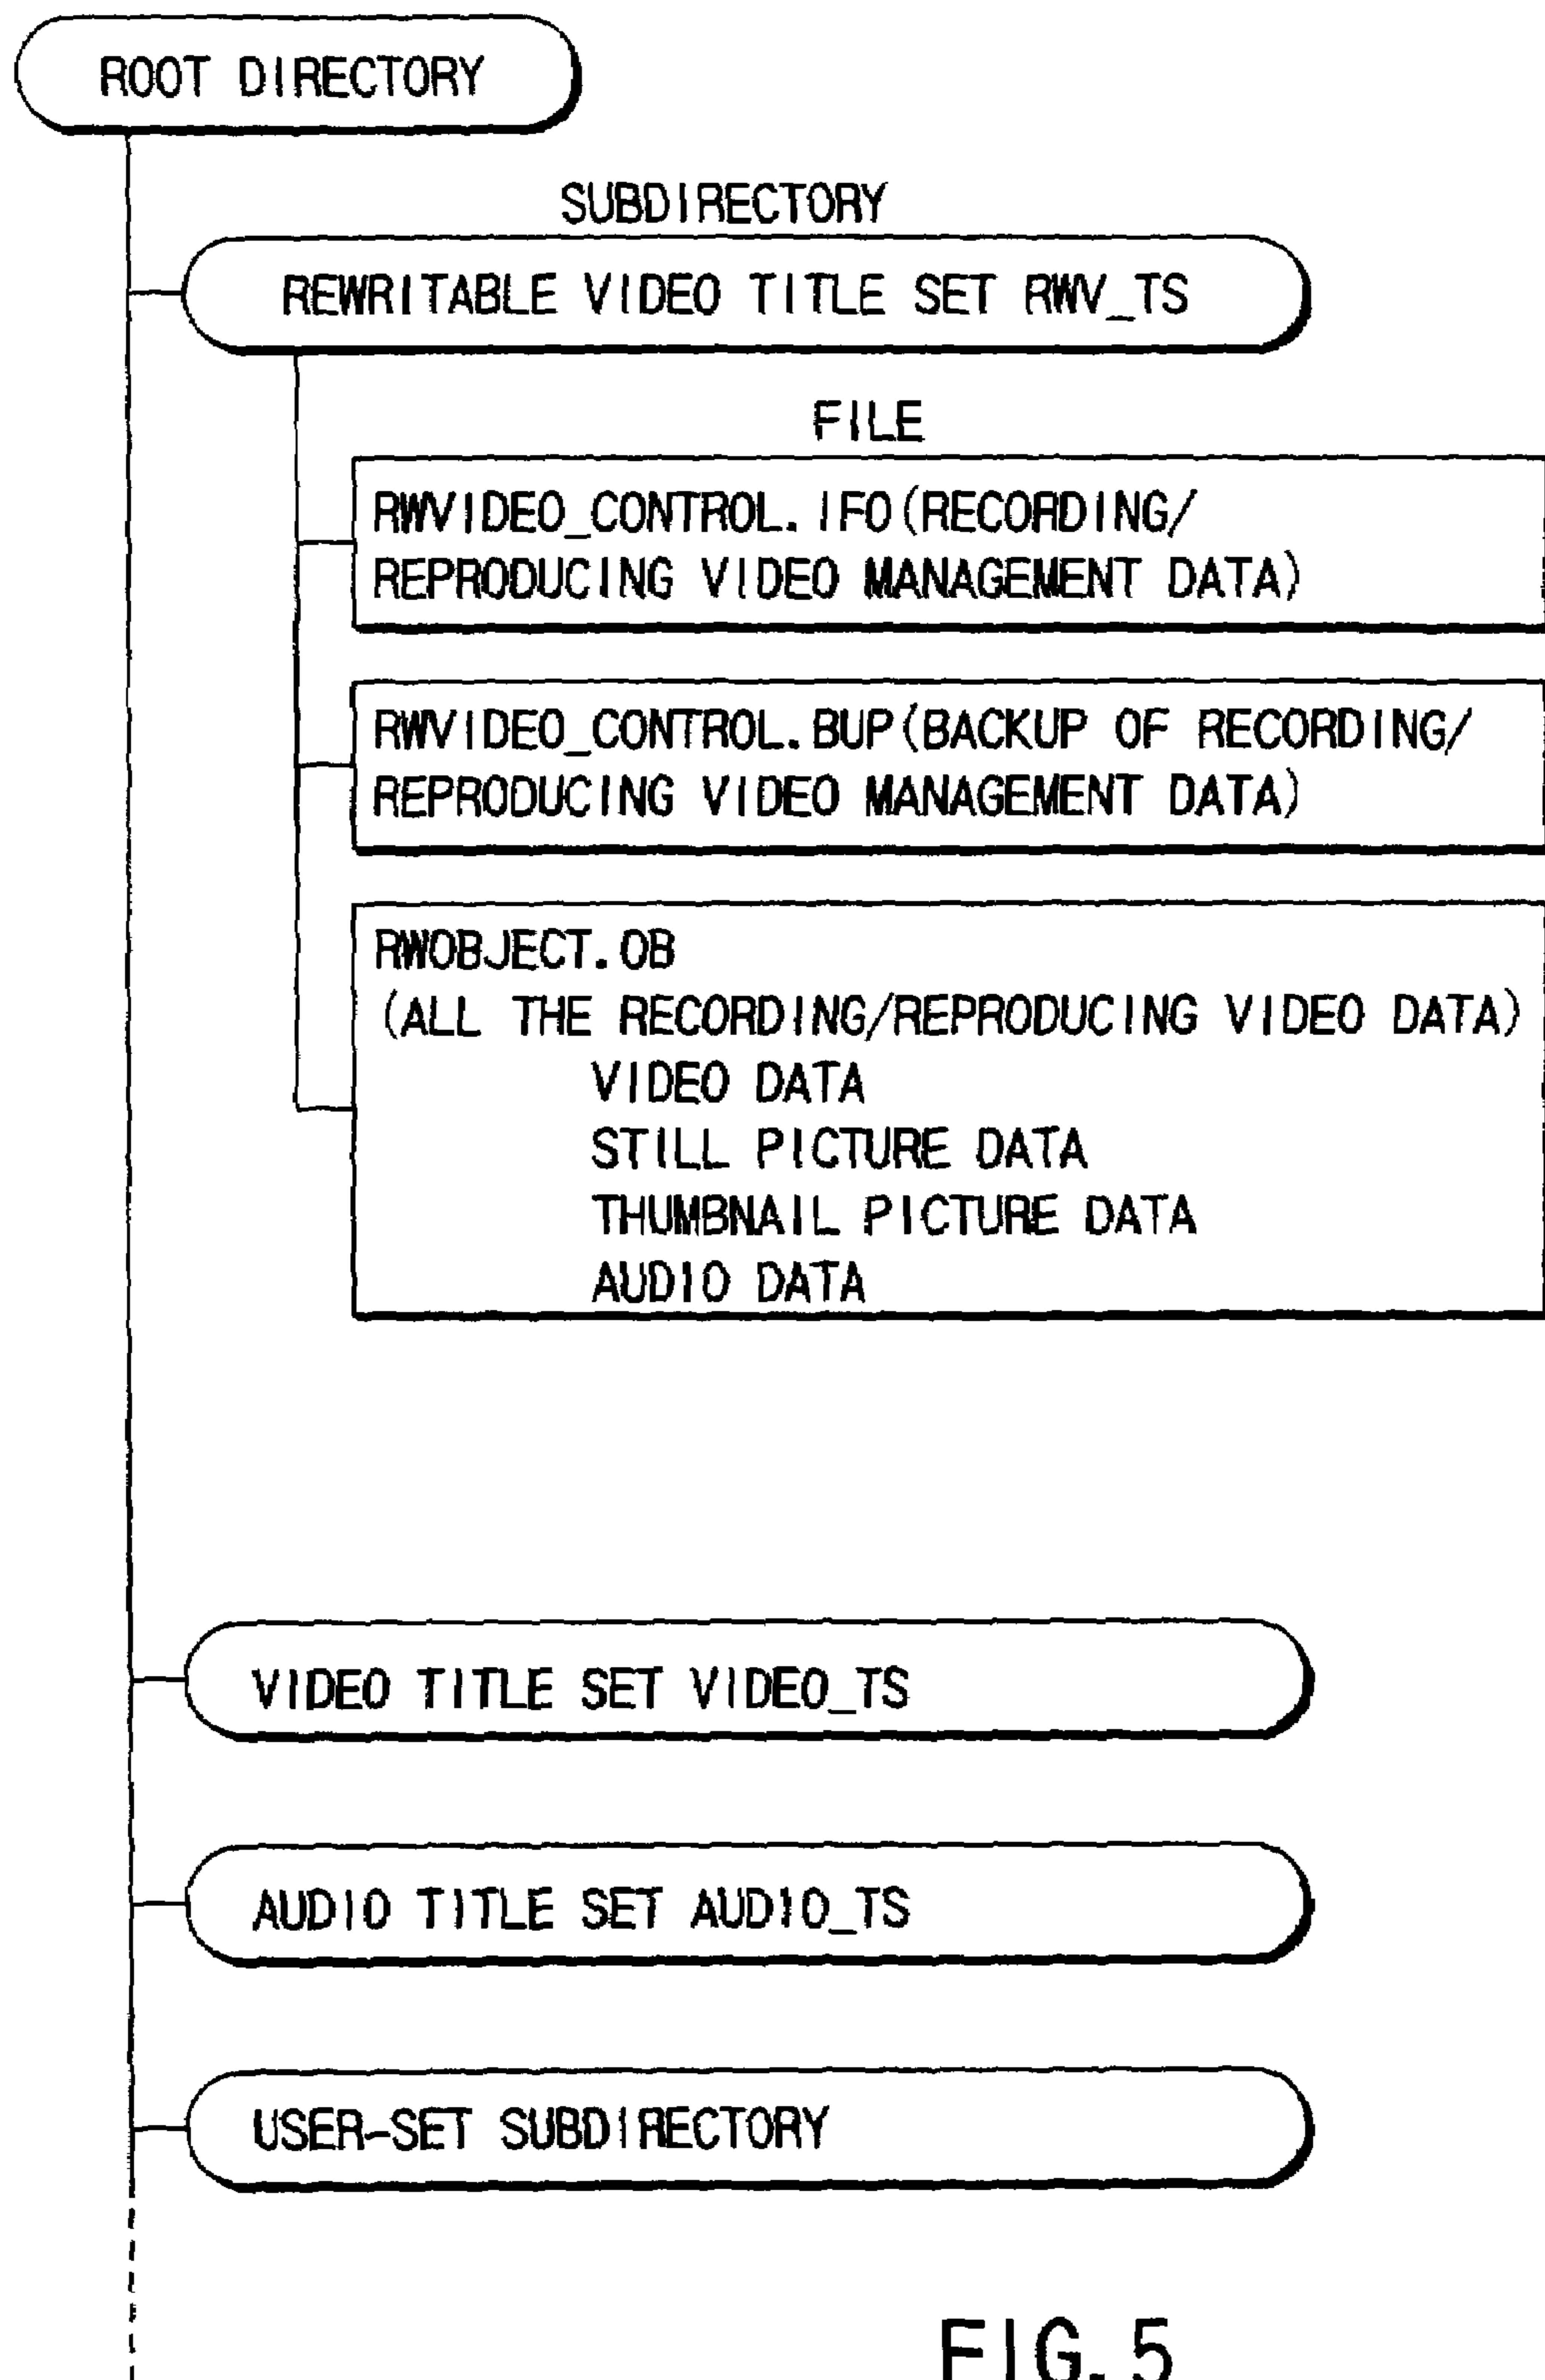 ROOT DIRECTORY
SUBDIRECTORY
REWRITABLE VIDEO TITLE SET RWV_TS
FILE
RWVIDEO_CONTROL.IFO(RECORDING/
REPRODUCING VIDEO MANAGEMENT DATA)
RWVIDEO_CONTROL.BUP(BACKUP OF RECORDING/
REPRODUCING VIDEO MANAGEMENT DATA)
RWOBJECT.OB
(ALL THE RECORDING/REPRODUCING VIDEO DATA)
VIDEO DATA
STILL PICTURE DATA
THUMBNAIL PICTURE DATA
AUDIO DATA
VIDEO TITLE SET VIDEO_TS
AUDIO TITLE SET AUDIO_TS
USER-SET SUBDIRECTORY
FIG.5